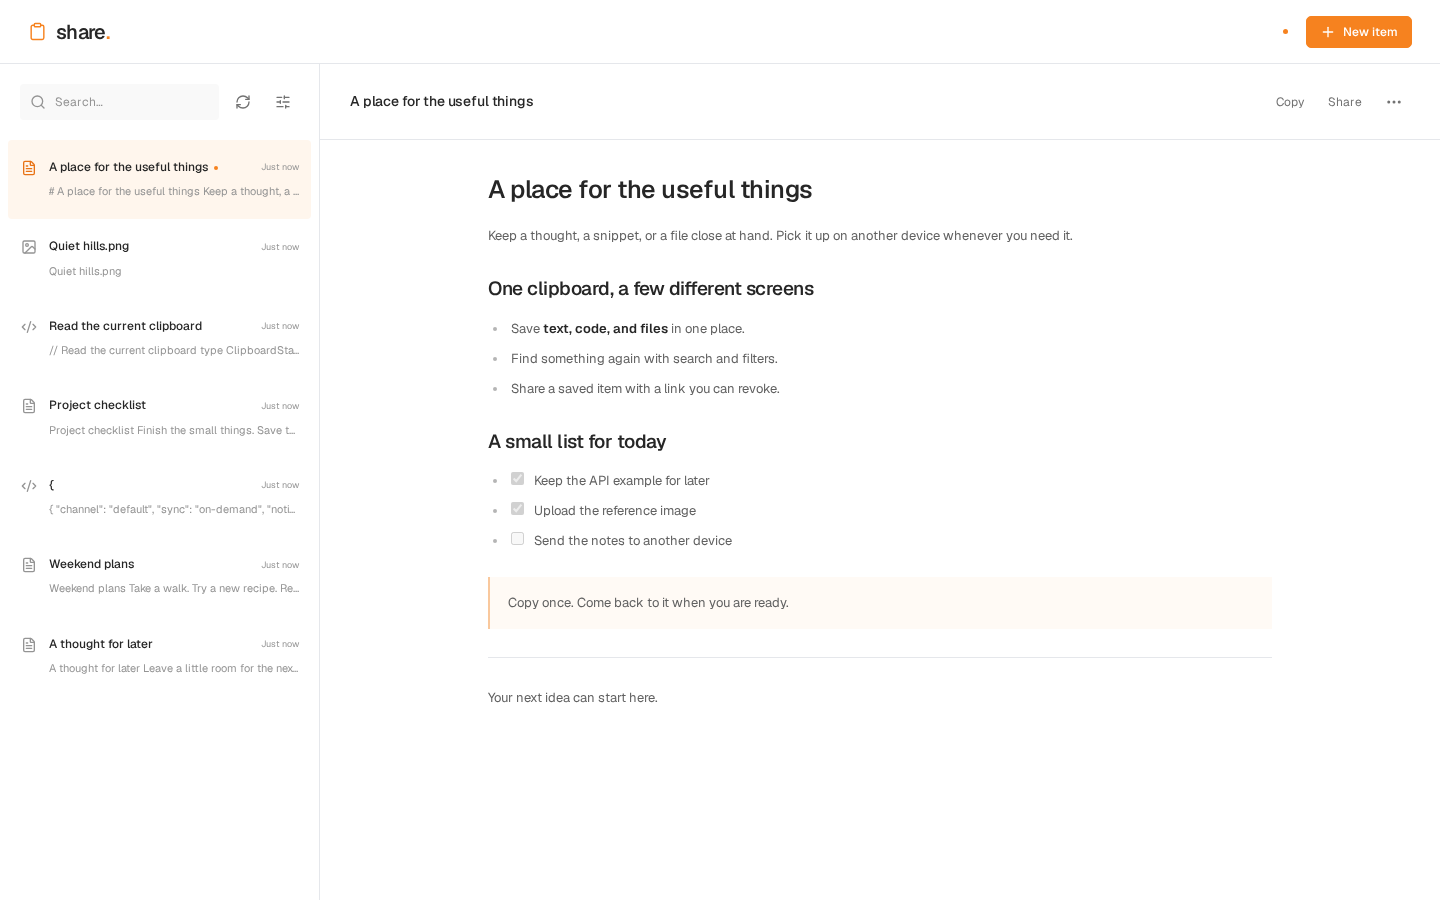 share.
New item
Search...
A place for the useful things
Just now
# A place for the useful things Keep a thought, a ...
Quiet hills.png
Just now
Quiet hills.png
Read the current clipboard
Just now
// Read the current clipboard type ClipboardSta...
Project checklist
Just now
Project checklist Finish the small things. Save t...
{
Just now
{ "channel": "default", "sync": "on-demand", "noti...
Weekend plans
Just now
Weekend plans Take a walk. Try a new recipe. Re...
A thought for later
Just now
A thought for later Leave a little room for the nex...
A place for the useful things
Copy
Share
A place for the useful things
Keep a thought, a snippet, or a file close at hand. Pick it up on another device whenever you need it.
One clipboard, a few different screens
Save text, code, and files in one place.
Find something again with search and filters.
Share a saved item with a link you can revoke.
A small list for today
Keep the API example for later
Upload the reference image
Send the notes to another device
Copy once. Come back to it when you are ready.
Your next idea can start here.